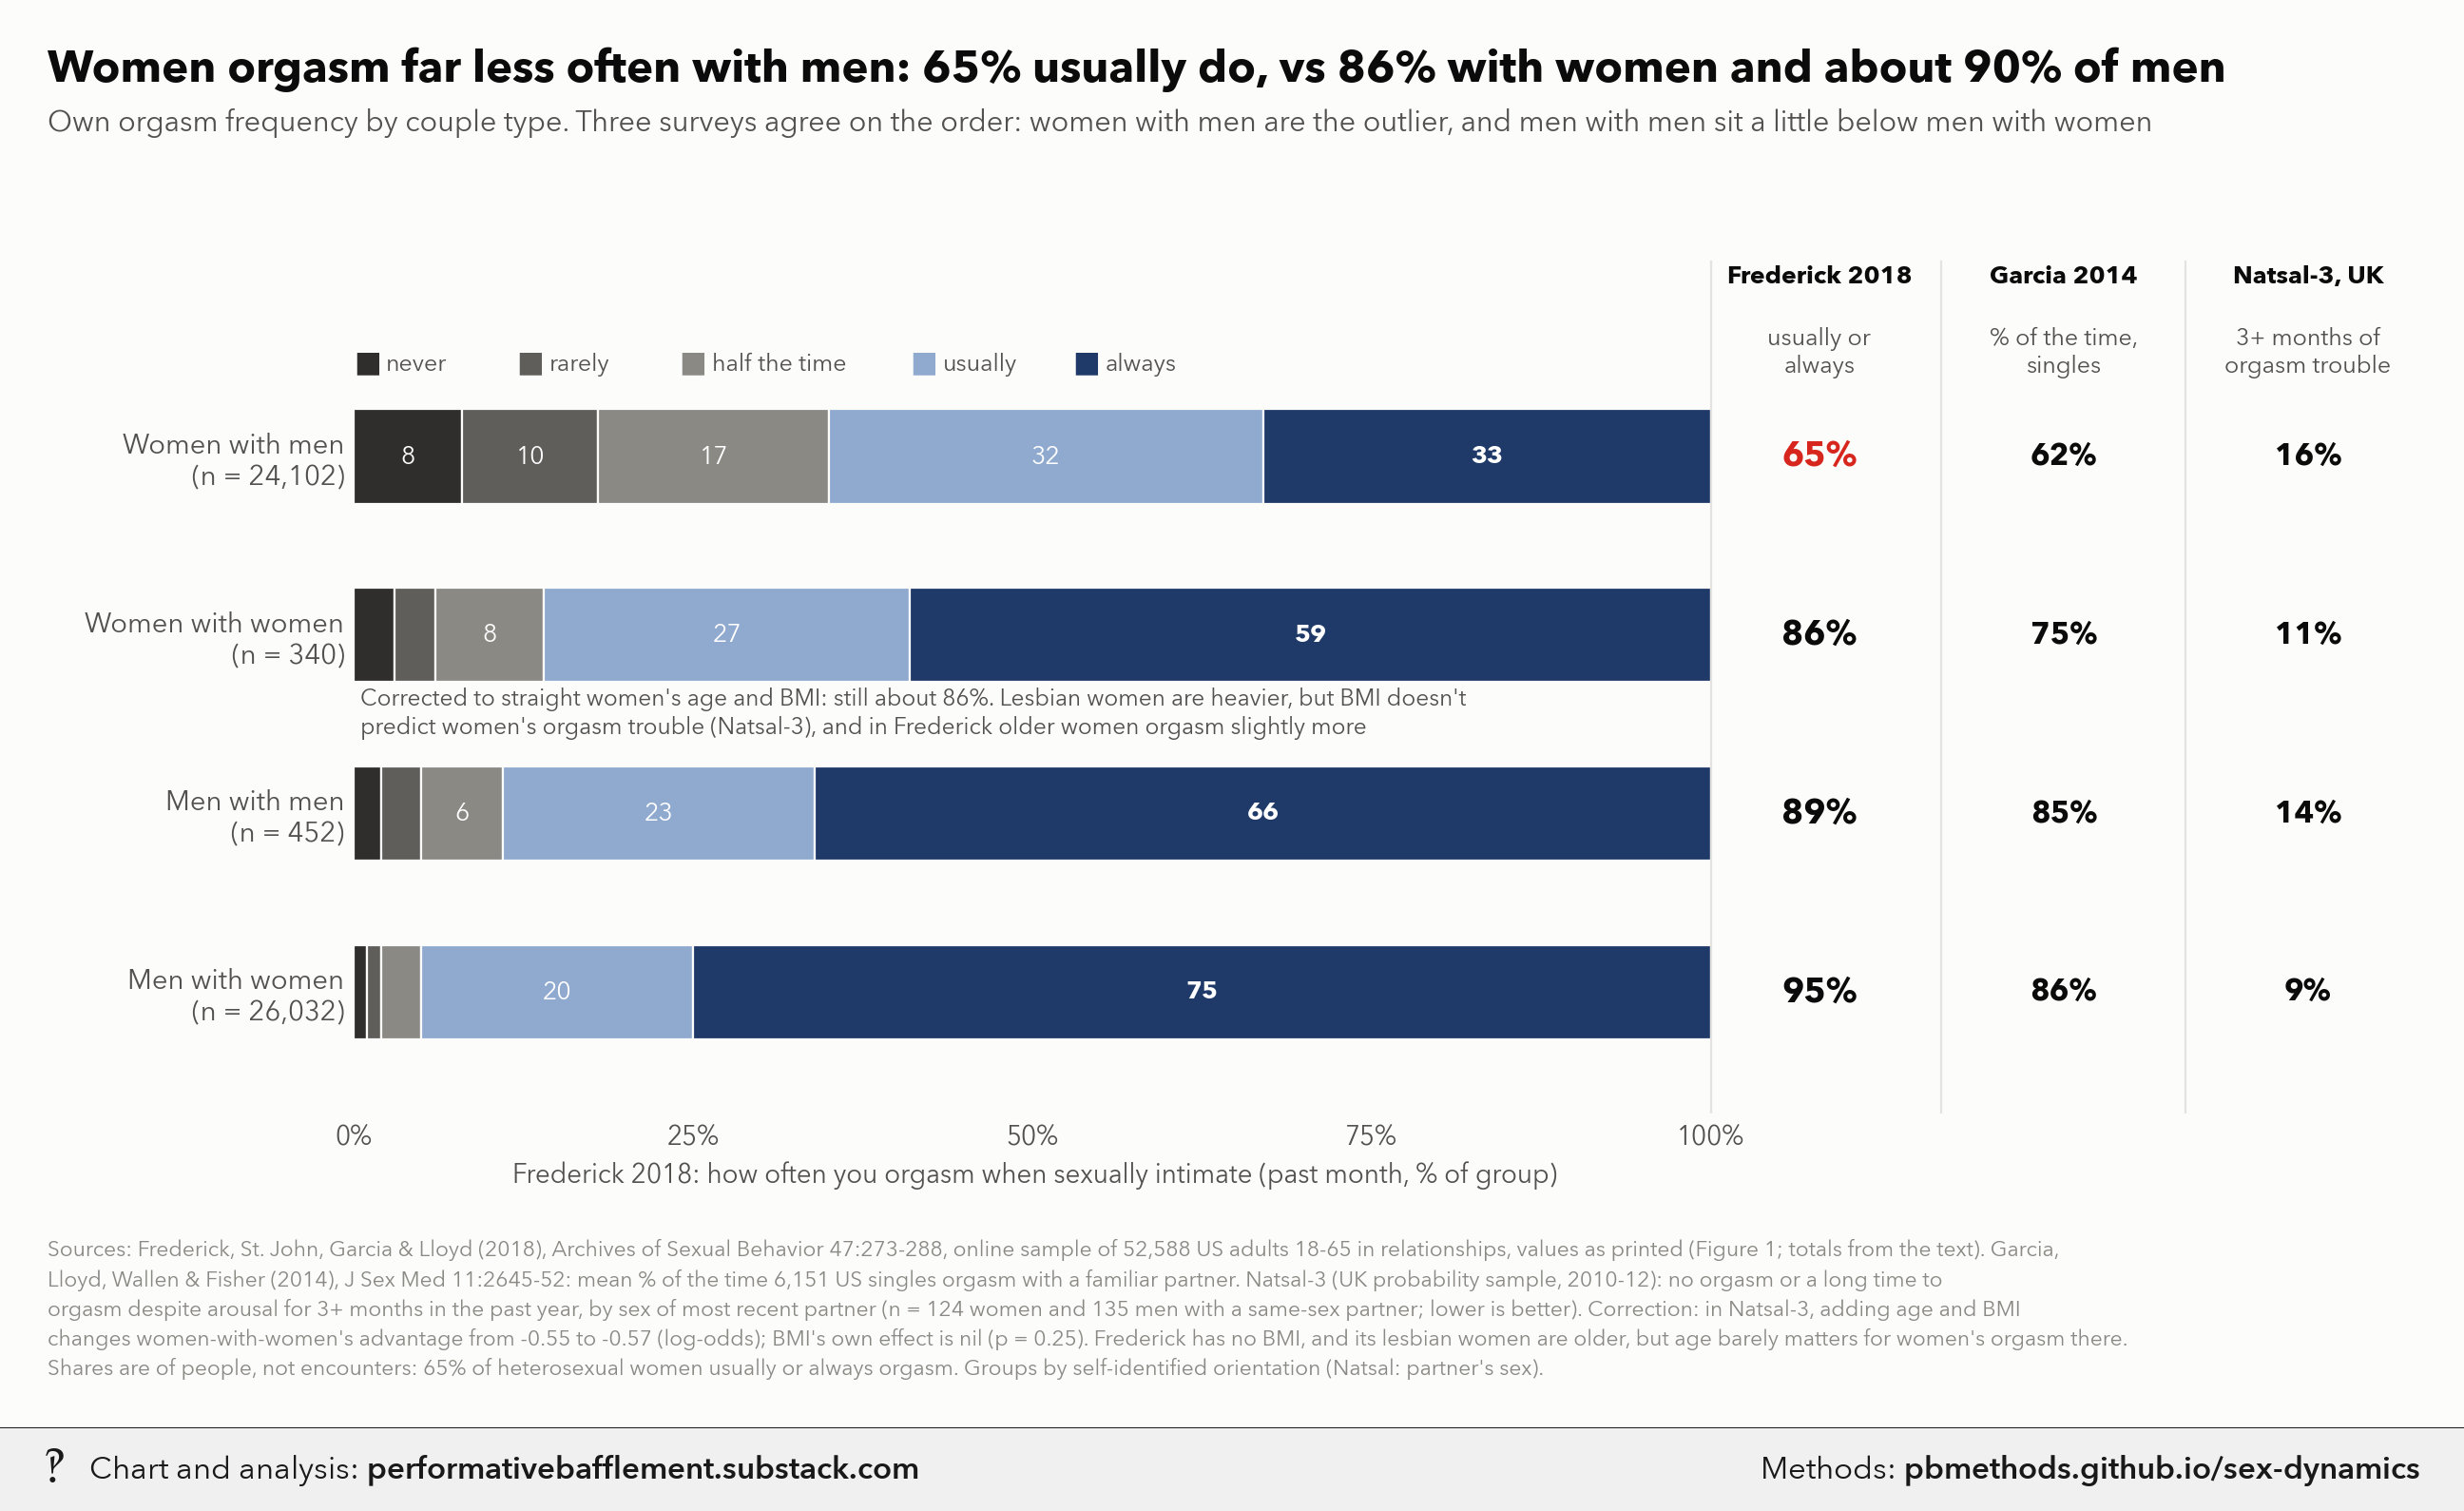 Women orgasm far less often with men: 65% usually do, vs 86% with women and about 90% of men
Own orgasm frequency by couple type. Three surveys agree on the order: women with men are the outlier, and men with men sit a little below men with women
Frederick 2018
Garcia 2014
Natsal-3, UK
usually or
always
% of the time,
singles
3+ months of
orgasm trouble
never
rarely
half the time
usually
always
Women with men
(n = 24,102)
8
10
17
32
33
65%
62%
16%
Women with women
(n = 340)
8
27
59
86%
75%
11%
Corrected to straight women's age and BMI: still about 86%. Lesbian women are heavier, but BMI doesn't
predict women's orgasm trouble (Natsal-3), and in Frederick older women orgasm slightly more
Men with men
(n = 452)
6
23
66
89%
85%
14%
Men with women
(n = 26,032)
20
75
95%
86%
9%
0%
25%
50%
75%
100%
Frederick 2018: how often you orgasm when sexually intimate (past month, % of group)
Sources: Frederick, St. John, Garcia & Lloyd (2018), Archives of Sexual Behavior 47:273-288, online sample of 52,588 US adults 18-65 in relationships, values as printed (Figure 1; totals from the text). Garcia,
Lloyd, Wallen & Fisher (2014), J Sex Med 11:2645-52: mean % of the time 6,151 US singles orgasm with a familiar partner. Natsal-3 (UK probability sample, 2010-12): no orgasm or a long time to
orgasm despite arousal for 3+ months in the past year, by sex of most recent partner (n = 124 women and 135 men with a same-sex partner; lower is better). Correction: in Natsal-3, adding age and BMI
changes women-with-women's advantage from -0.55 to -0.57 (log-odds); BMI's own effect is nil (p = 0.25). Frederick has no BMI, and its lesbian women are older, but age barely matters for women's orgasm there.
Shares are of people, not encounters: 65% of heterosexual women usually or always orgasm. Groups by self-identified orientation (Natsal: partner's sex).
‽ Chart and analysis: performativebafflement.substack.com
Methods: pbmethods.github.io/sex-dynamics